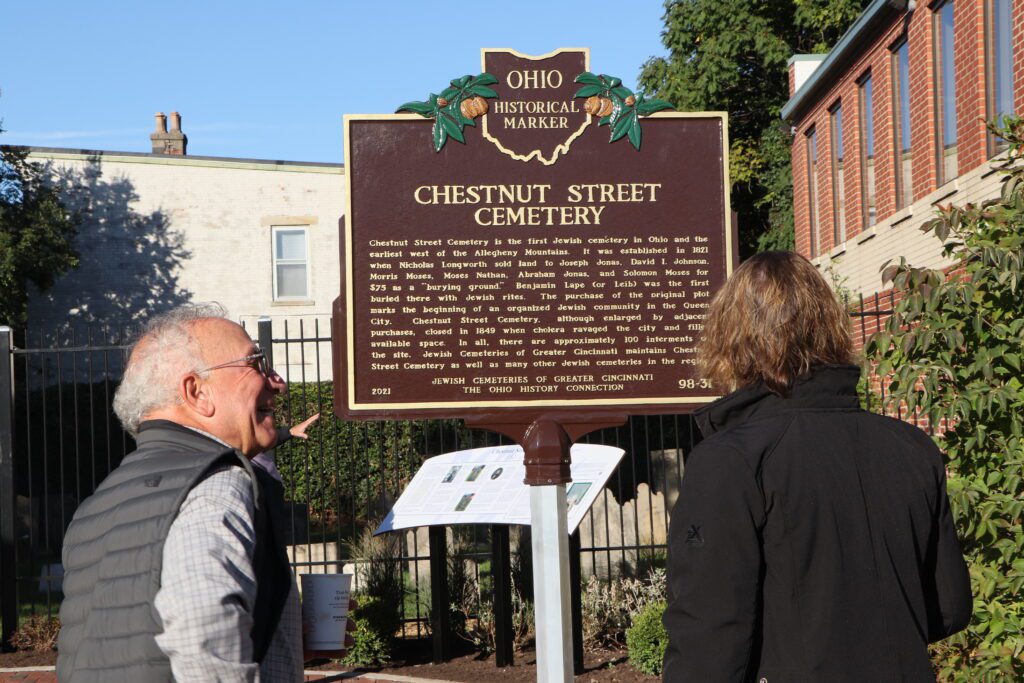 OHIO
HISTORICAL
MARKER
CHESTNUT STREET
CEMETERY
Chestnut Street Cemetery is the first Jewish cemetery in Ohio and the
earliest west of the Allegheny Mountains. It was established in 1821
when Nicholas Longworth sold land to Joseph Jonas, David I. Johnson,
Morris Moses, Moses Nathan, Abraham Jonas, and Solomon Moses for
$75 as a "burying ground." Benjamin Lape (or Leib) was the first
buried there with Jewish rites. The purchase of the original plot
marks the beginning of an organized Jewish community in the Queen
City. Chestnut Street Cemetery, although enlarged by adjacent
purchases, closed in 1849 when cholera ravaged the city and
available space. In all, there are approximately 100 interments
the site. Jewish Cemeteries of Greater Cincinnati maintains
Street Cemetery as well as many other Jewish cemeteries in the
2021
JEWISH CEMETERIES OF GREATER CINCINNATI
THE OHIO HISTORY CONNECTION
98-31